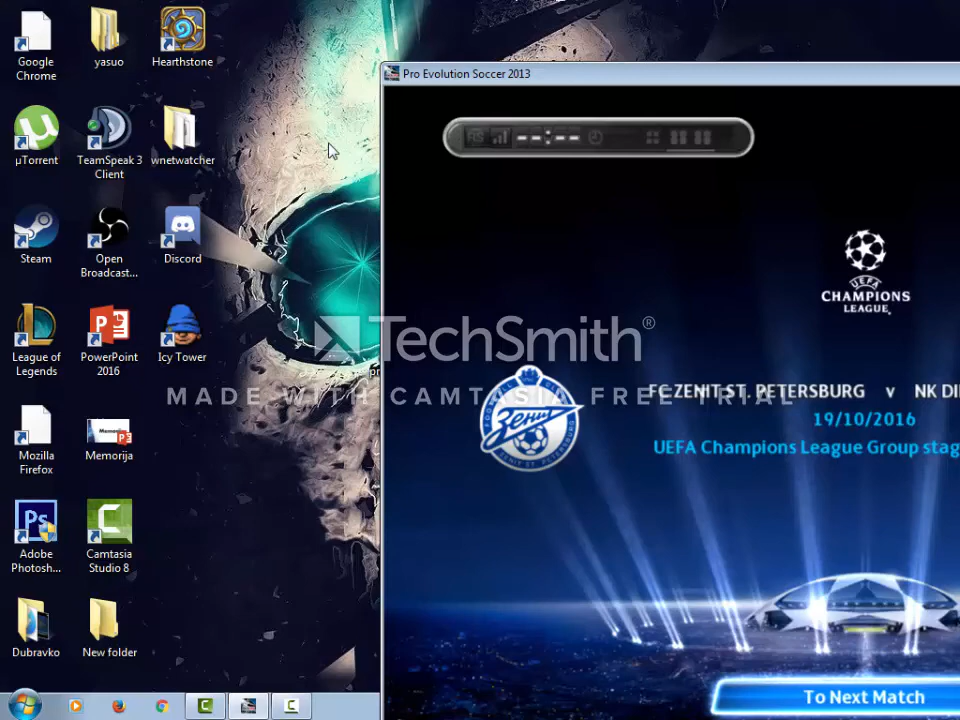 Google
Chrome
yasuo
Hearthstone
µTorrent
TeamSpeak 3
Client
wnetwatcher
Steam
Open
Broadcast...
Discord
League of
Legends
PowerPoint
2016
Icy Tower
Mozilla
Firefox
Memorija
Adobe
Photosh...
Camtasia
Studio 8
Dubravko
New folder
Pro Evolution Soccer 2013
UEFA
CHAMPIONS
LEAGUE
TechSmith®
MADE WITH CAMTASIA FREE TRIAL
FC ZENIT ST. PETERSBURG v NK DI
19/10/2016
UEFA Champions League Group stag
Зенит
To Next Match